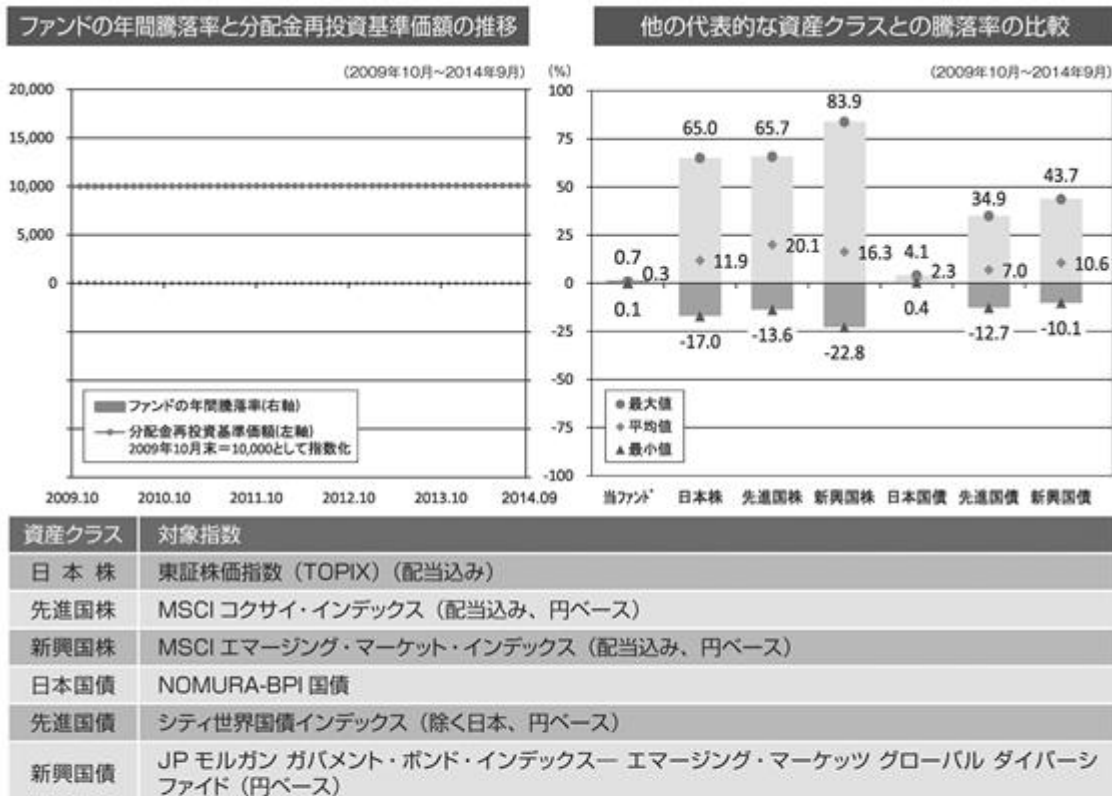 ファンドの年間騰落率と分配金再投資基準価額の推移
他の代表的な資産クラスとの騰落率の比較
(2009年10月~2014年9月)
(%)
(2009年10月~2014年9月)
20,000
15,000
10,000
5,000
0
100
75
50
25
0
-25
-50
-75
-100
ファンドの年間騰落率(右軸)
分配金再投資基準価額(左軸)
2009年10月末=10,000として指数化
2009.10 2010.10 2011.10 2012.10 2013.10 2014.09
0.7
0.3
0.1
65.0
11.9
-17.0
65.7
20.1
-13.6
83.9
16.3
-22.8
4.1
2.3
0.4
34.9
7.0
-12.7
43.7
10.6
-10.1
最大値
平均値
最小値
当ファンド 日本株 先進国株 新興国株 日本国債 先進国債 新興国債
資産クラス 対象指数
日本株 東証株価指数(TOPIX)(配当込み)
先進国株 MSCI コクサイ・インデックス(配当込み、円ベース)
新興国株 MSCI エマージング・マーケット・インデックス(配当込み、円ベース)
日本国債 NOMURA-BPI 国債
先進国債 シティ世界国債インデックス(除く日本、円ベース)
新興国債 JP モルガン ガバメント・ボンド・インデックス― エマージング・マーケッツ グローバル ダイバーシ
ファイド(円ベース)